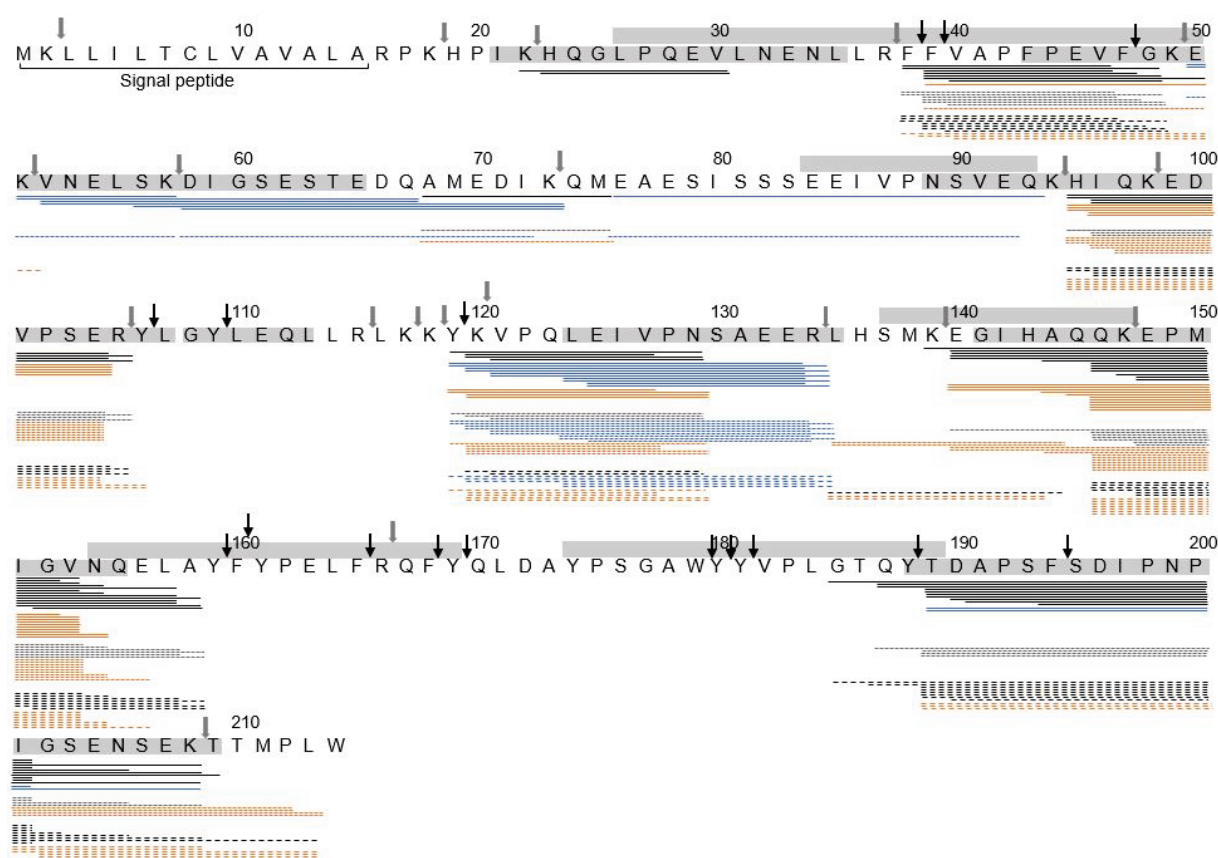 10 20 30 40 50
M K L L I L T C L V A V A L A R P K H P I K H Q G L P Q E V L N E N L L R F F V A P F P E V F G K E
Signal peptide
60 70 80 90 100
K V N E L S K D I G S E S T E D Q A M E D I K Q M E A E S I S S S E E I V P N S V E Q K H I Q K E D
110 120 130 140 150
V P S E R Y L G Y L E Q L L R L K K Y K V P Q L E I V P N S A E E R L H S M K E G I H A Q Q K E P M
160 170 180 190 200
I G V N Q E L A Y F Y P E L F R Q F Y Q L D A Y P S G A W Y Y V P L G T Q Y T D A P S F S D I P N P
210
I G S E N S E K T T M P L W